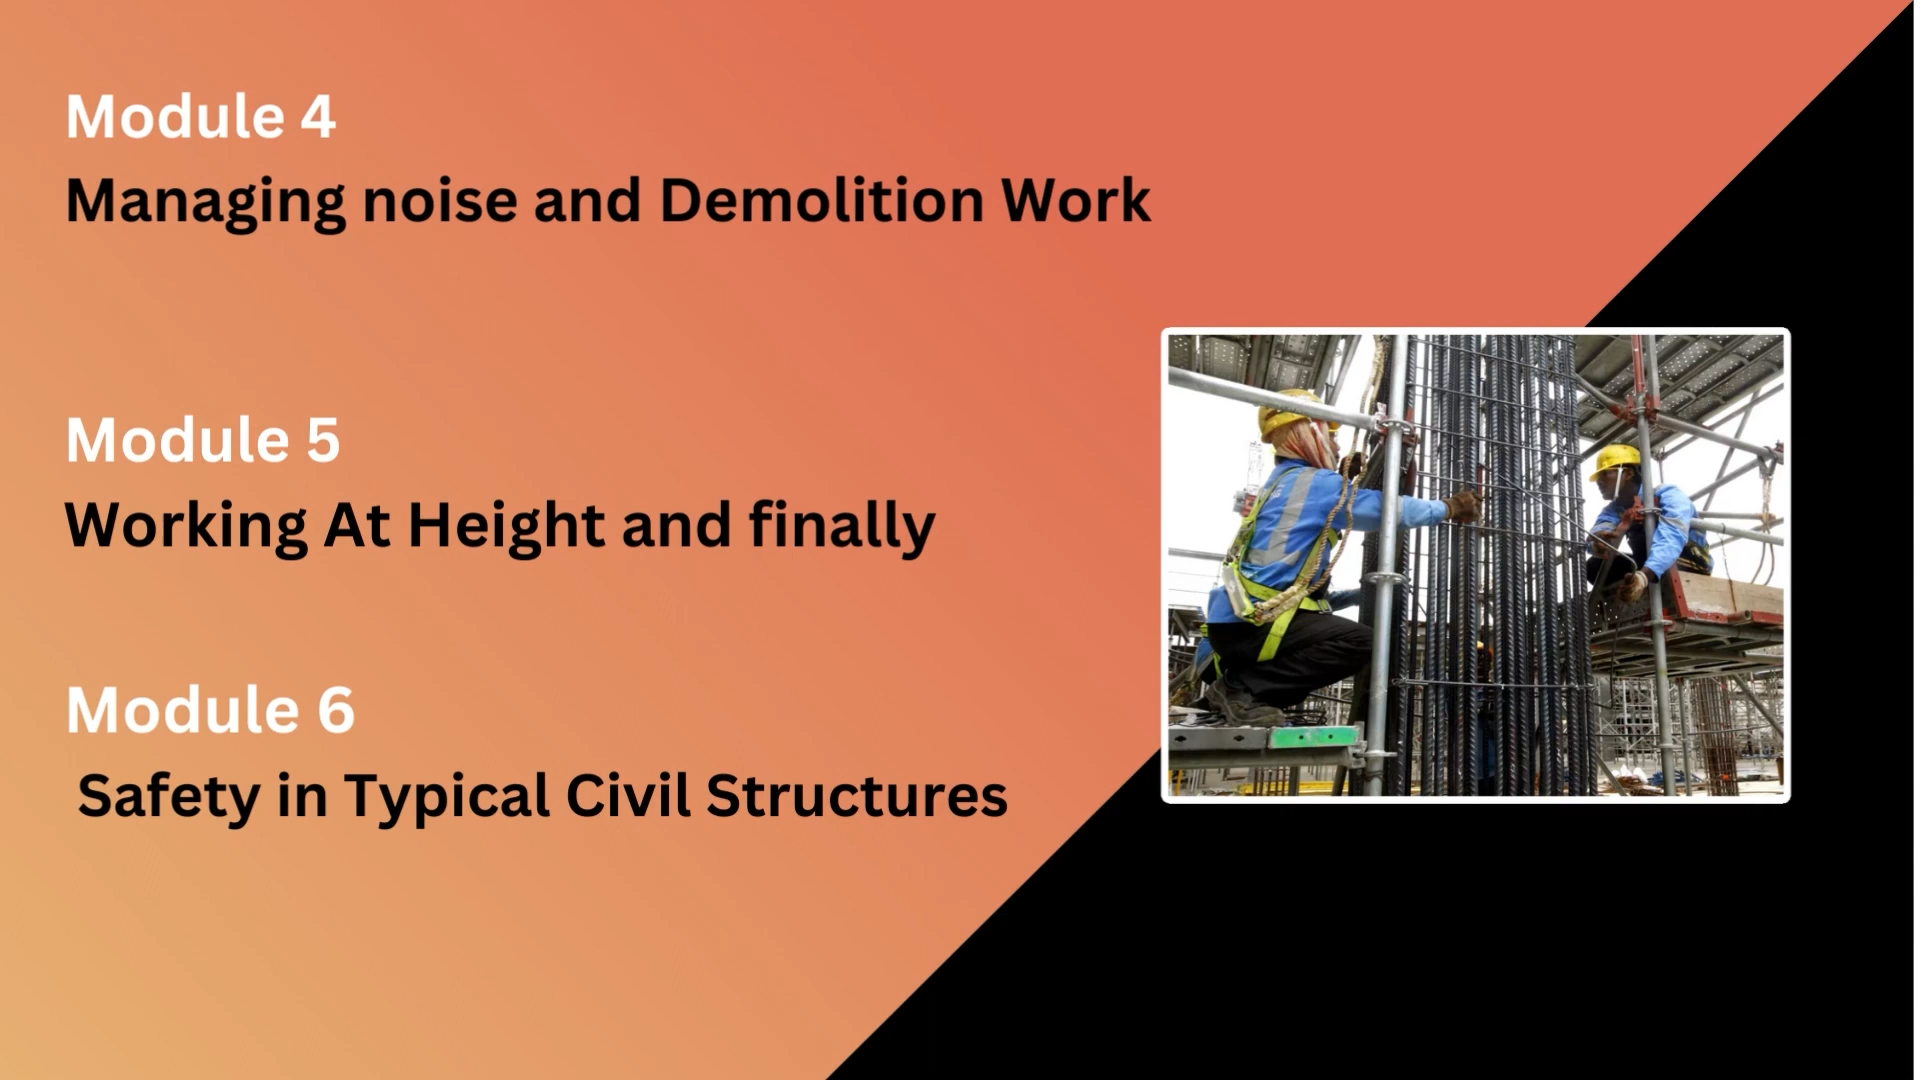 Module 4
Managing noise and Demolition Work
Module 5
Working At Height and finally
Module 6
Safety in Typical Civil Structures